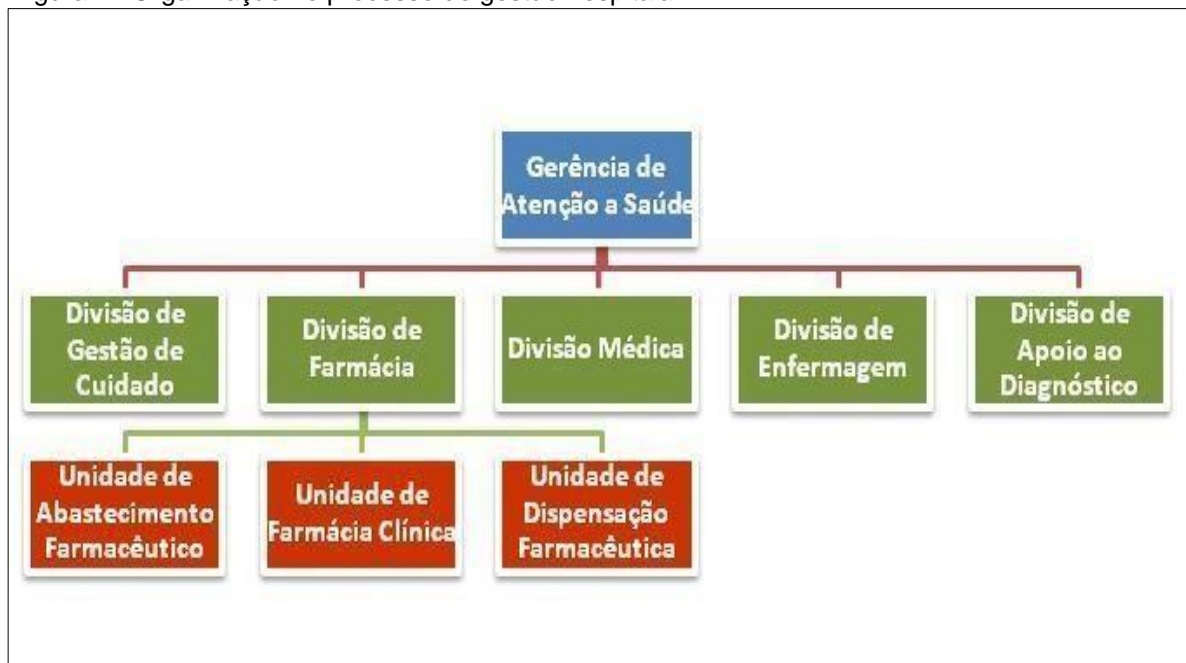 Gerência de
Atenção a Saúde
Divisão de
Gestão de
Cuidado
Divisão de
Farmácia
Divisão Médica
Divisão de
Enfermagem
Divisão de
Apoio ao
Diagnóstico
Unidade de
Abastecimento
Farmacêutico
Unidade de
Farmácia Clínica
Unidade de
Dispensação
Farmacêutica